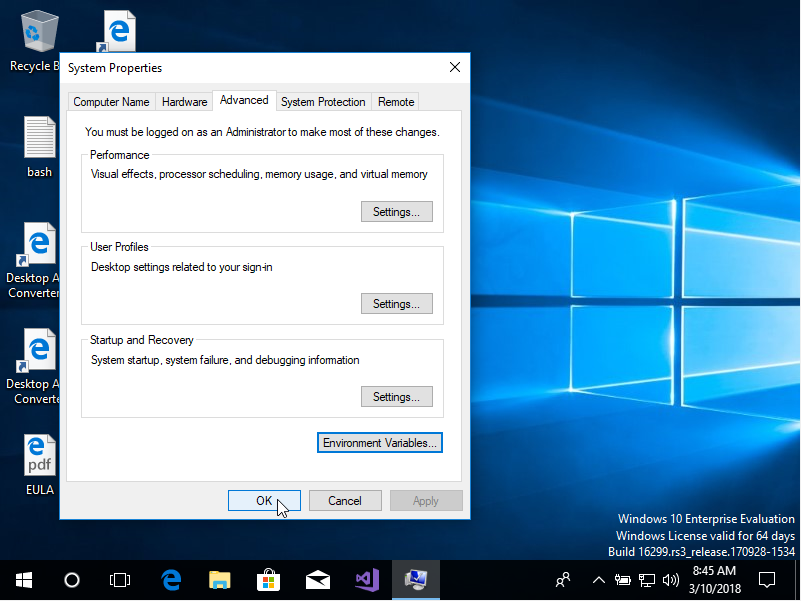 Recycle B
System Properties
Computer Name
Hardware
Advanced
System Protection
Remote
You must be logged on as an Administrator to make most of these changes.
Performance
Visual effects, processor scheduling, memory usage, and virtual memory
Settings...
User Profiles
Desktop settings related to your sign-in
Settings...
Startup and Recovery
System startup, system failure, and debugging information
Settings...
Environment Variables...
OK
Cancel
Apply
bash
Desktop A
Converter
Desktop A
Converte
pdf
EULA
Windows 10 Enterprise Evaluation
Windows License valid for 64 days
Build 16299.rs3_release.170928-1534
8:45 AM
3/10/2018